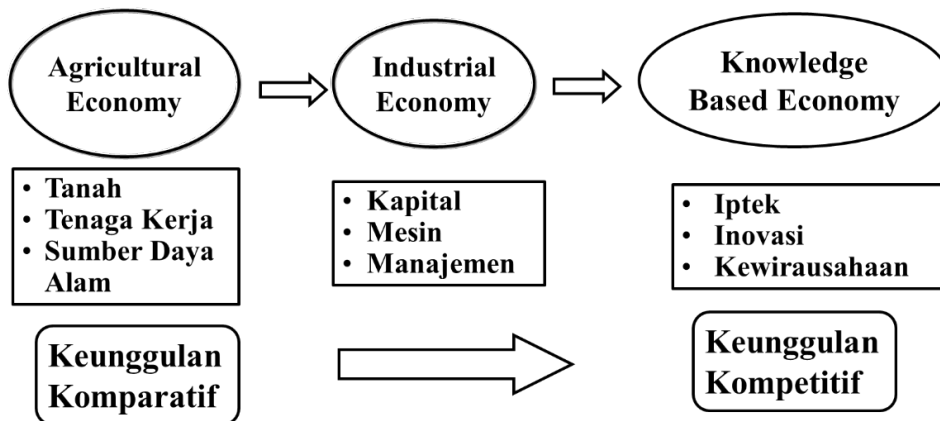 Agricultural
Economy
Industrial
Economy
Knowledge
Based Economy
• Tanah
• Tenaga Kerja
• Sumber Daya
Alam
• Kapital
• Mesin
• Manajemen
• Iptek
• Inovasi
• Kewirausahaan
Keunggulan
Komparatif
Keunggulan
Kompetitif